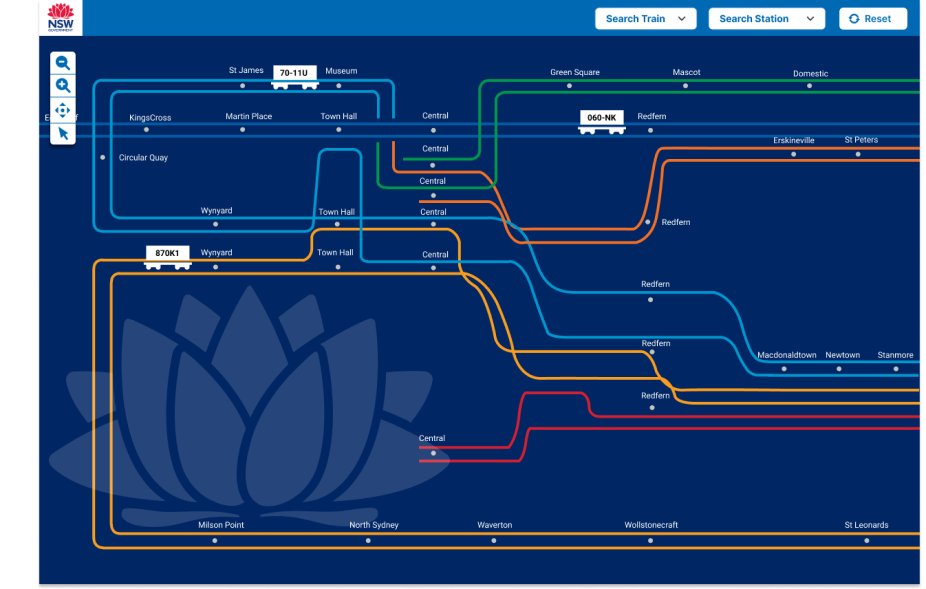 NSW
GOVERNMENT
Search Train
Search Station
Reset
St James
70-11U
Museum
Green Square
Mascot
Domestic
KingsCross
Martin Place
Town Hall
Central
060-NK
Redfern
Erskineville
St Peters
Central
Circular Quay
Central
Wynyard
Town Hall
Central
Redfern
870K1
Wynyard
Town Hall
Central
Redfern
Redfern
Macdonaldtown
Newtown
Stanmore
Redfern
Central
Milson Point
North Sydney
Waverton
Wollstonecraft
St Leonards